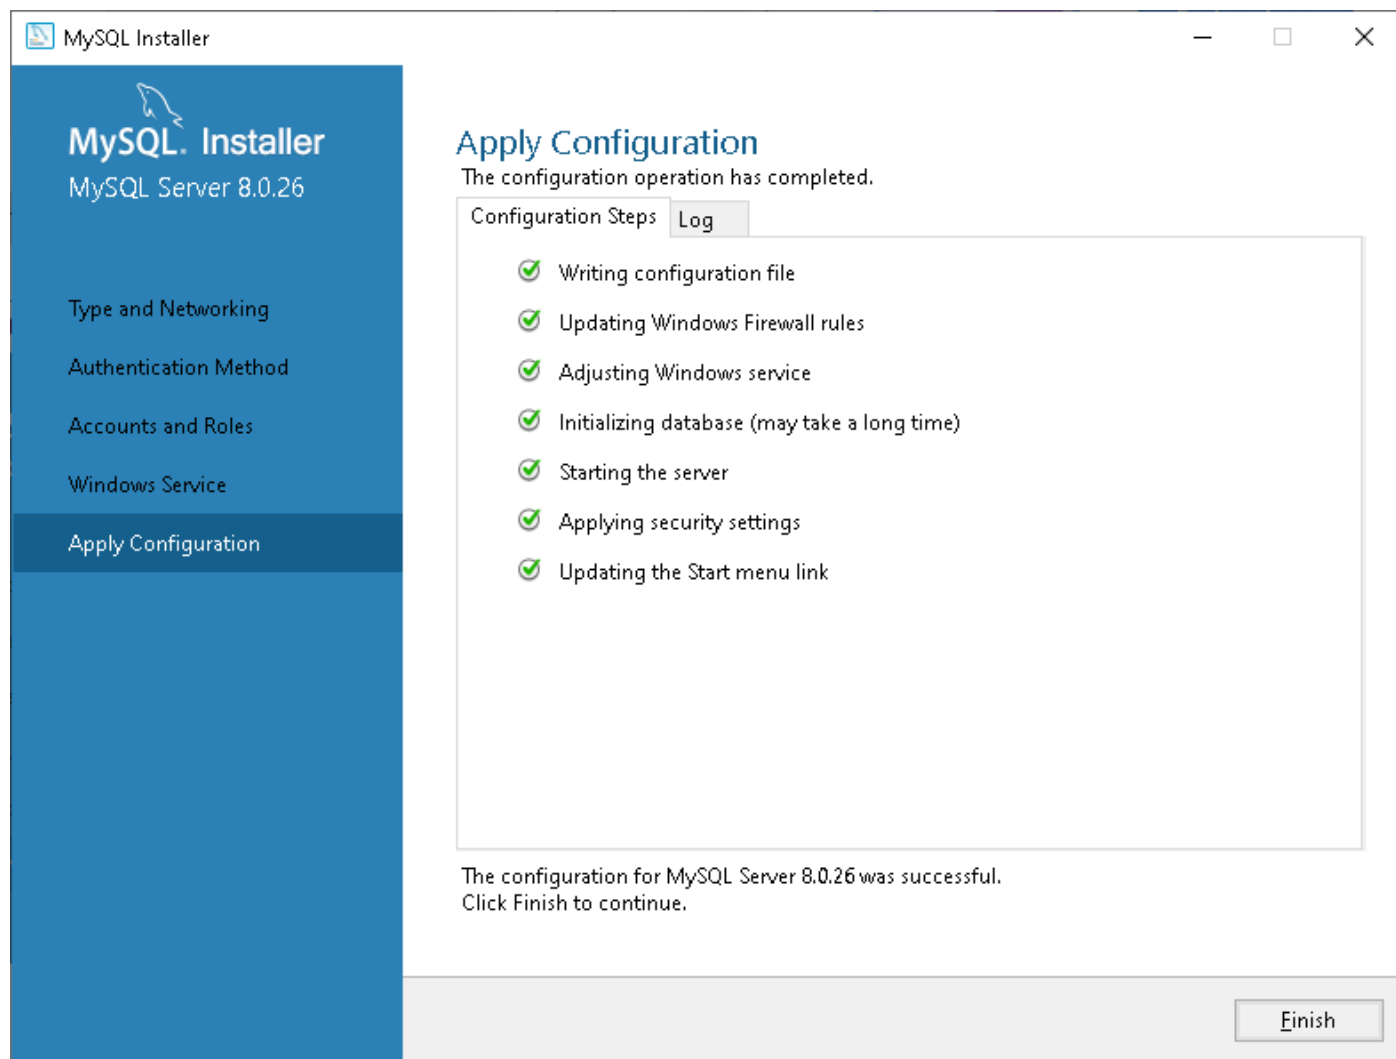 MySQL Installer
MySQL. Installer
MySQL Server 8.0.26
Type and Networking
Authentication Method
Accounts and Roles
Windows Service
Apply Configuration
Apply Configuration
The configuration operation has completed.
Configuration Steps
Log
Writing configuration file
Updating Windows Firewall rules
Adjusting Windows service
Initializing database (may take a long time)
Starting the server
Applying security settings
Updating the Start menu link
The configuration for MySQL Server 8.0.26 was successful.
Click Finish to continue.
Finish